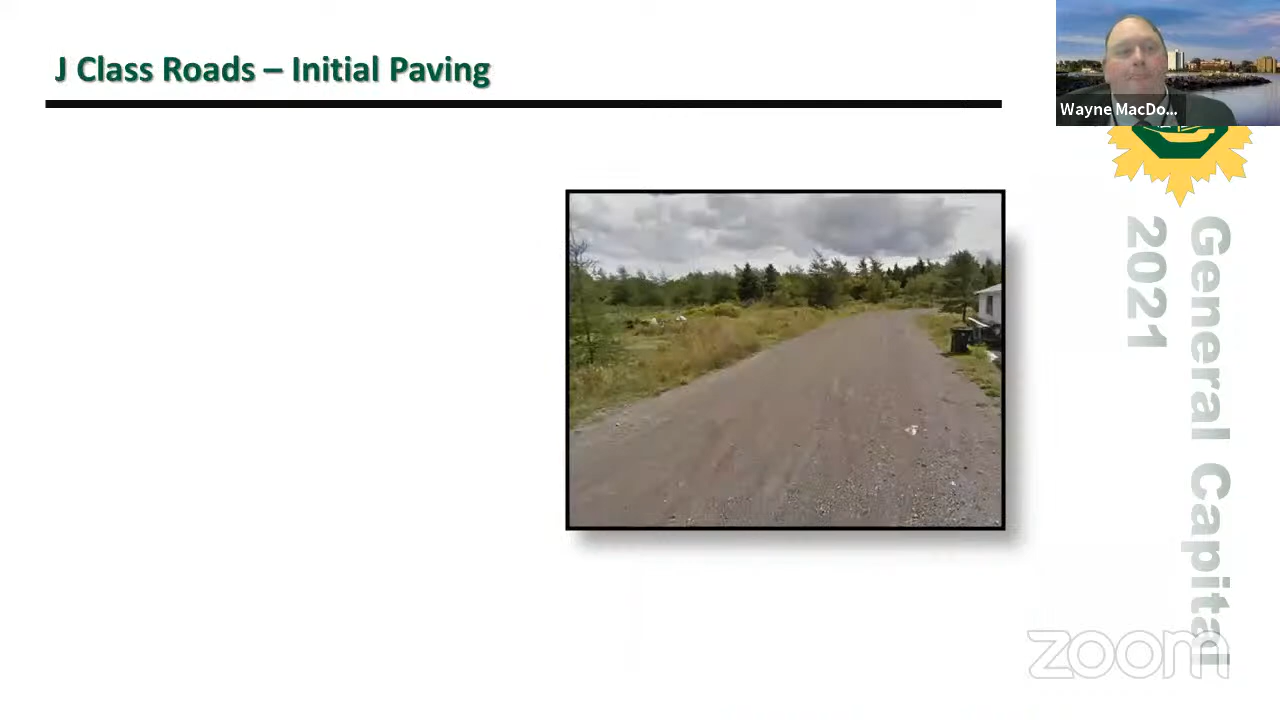 J Class Roads – Initial Paving
Wayne MacDo...
General Capital
2021
zoom